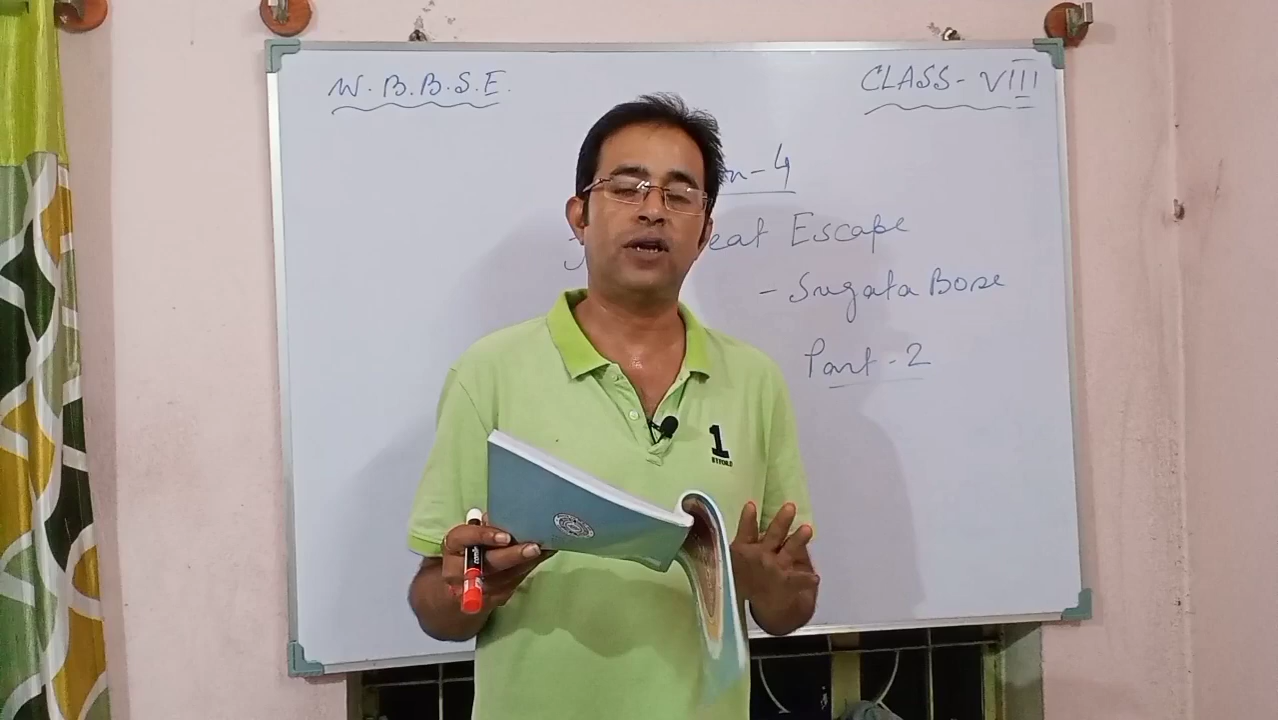 W.B.B.S.E.
CLASS-VIII
n-4
eat Escape
- Sugata Bose
Part-2
1